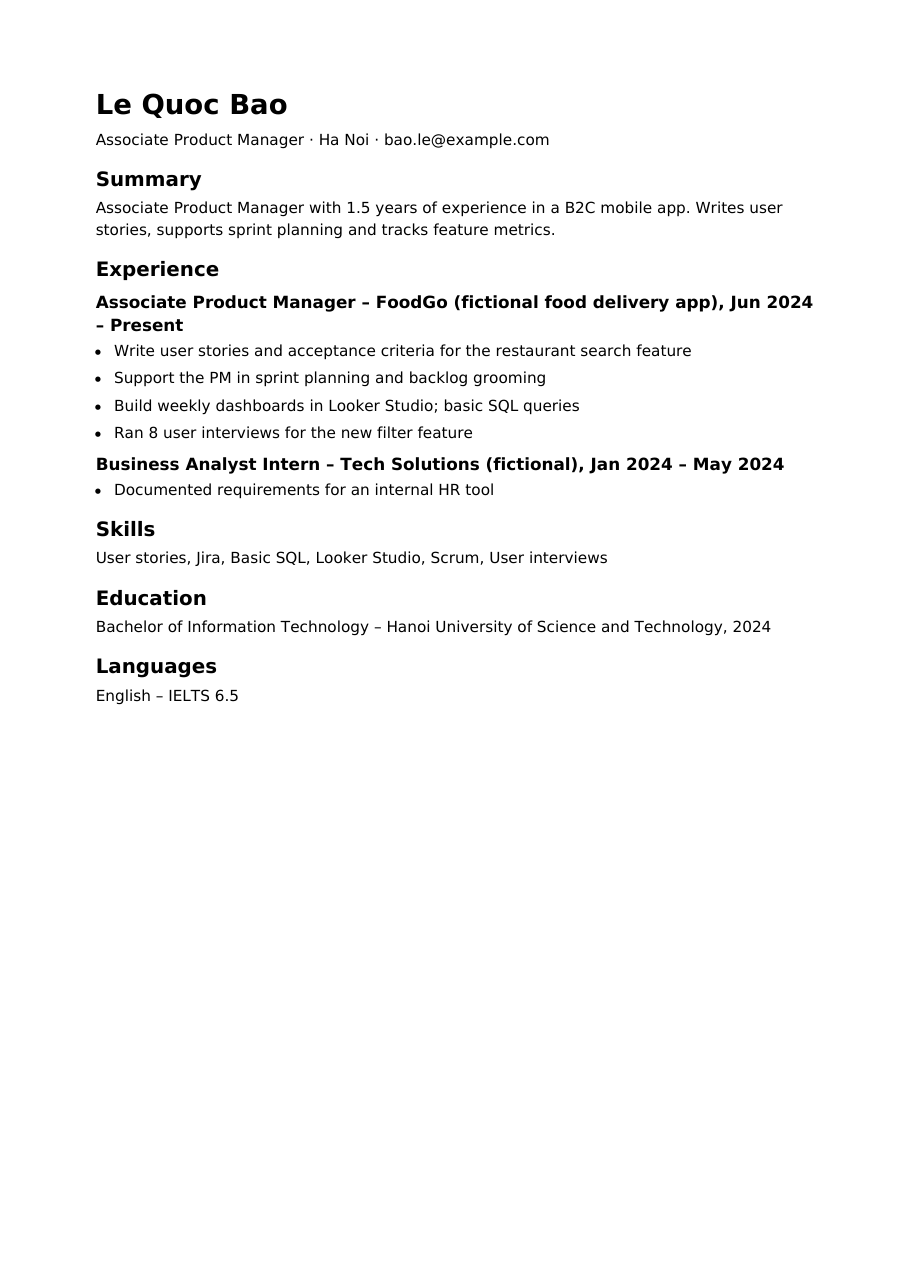 Le Quoc Bao
Associate Product Manager · Ha Noi · bao.le@example.com
Summary
Associate Product Manager with 1.5 years of experience in a B2C mobile app. Writes user
stories, supports sprint planning and tracks feature metrics.
Experience
Associate Product Manager – FoodGo (fictional food delivery app), Jun 2024
– Present
• Write user stories and acceptance criteria for the restaurant search feature
• Support the PM in sprint planning and backlog grooming
• Build weekly dashboards in Looker Studio; basic SQL queries
• Ran 8 user interviews for the new filter feature
Business Analyst Intern – Tech Solutions (fictional), Jan 2024 – May 2024
• Documented requirements for an internal HR tool
Skills
User stories, Jira, Basic SQL, Looker Studio, Scrum, User interviews
Education
Bachelor of Information Technology – Hanoi University of Science and Technology, 2024
Languages
English – IELTS 6.5